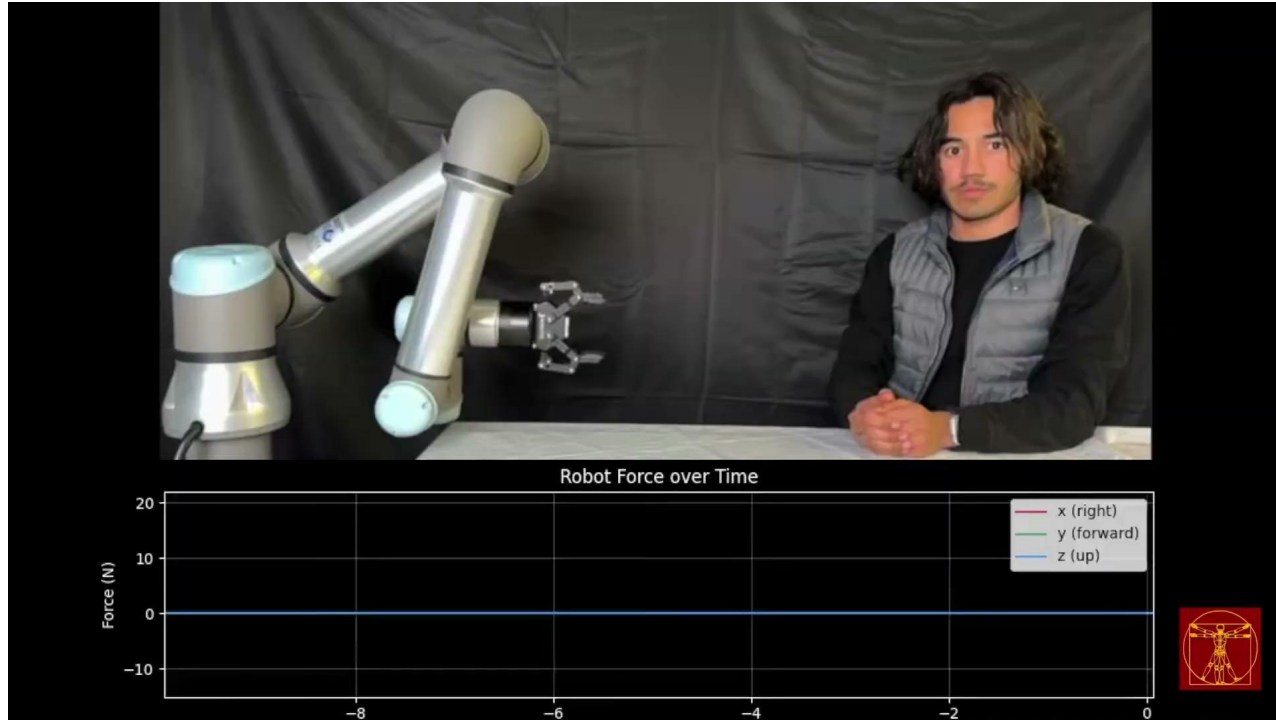 Robot Force over Time
20
10
0
−10
Force (N)
x (right)
y (forward)
z (up)
−8
−6
−4
−2
0